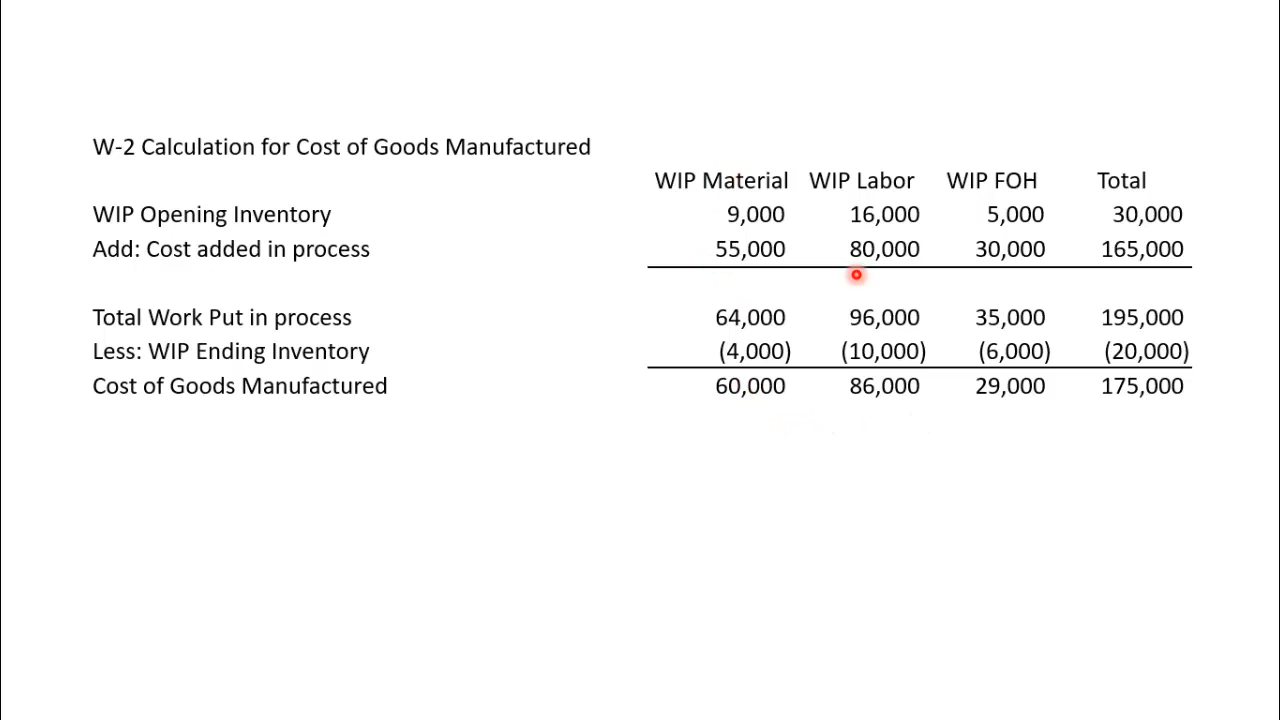 W-2 Calculation for Cost of Goods Manufactured
WIP Material WIP Labor WIP FOH Total
WIP Opening Inventory 9,000 16,000 5,000 30,000
Add: Cost added in process 55,000 80,000 30,000 165,000
Total Work Put in process 64,000 96,000 35,000 195,000
Less: WIP Ending Inventory (4,000) (10,000) (6,000) (20,000)
Cost of Goods Manufactured 60,000 86,000 29,000 175,000